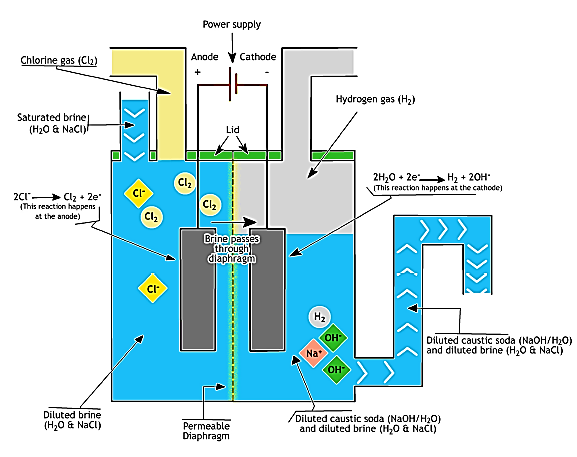 Power supply
Anode Cathode
+ -
Chlorine gas (Cl₂)
Hydrogen gas (H₂)
Saturated brine
(H₂O & NaCl)
Lid
2Cl⁻ → Cl₂ + 2e⁻
(This reaction happens
at the anode)
2H₂O + 2e⁻ → H₂ + 2OH⁻
(This reaction happens at the cathode)
Cl⁻
Cl₂
Cl₂
Cl₂
Brine passes
through
diaphragm
Cl⁻
H₂
OH⁻
Na⁺
OH⁻
Diluted caustic soda (NaOH/H₂O)
and diluted brine (H₂O & NaCl)
Diluted brine
(H₂O & NaCl)
Permeable
Diaphragm
Diluted caustic soda (NaOH/H₂O)
and diluted brine (H₂O & NaCl)